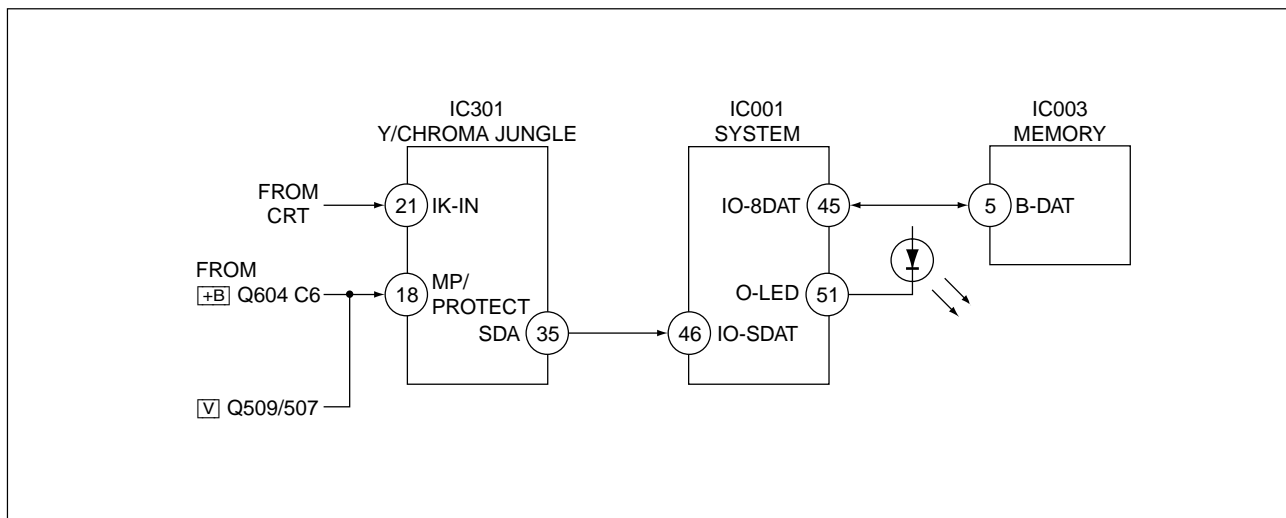 IC301
Y/CHROMA JUNGLE
IC001
SYSTEM
IC003
MEMORY
FROM
CRT
21 IK-IN
IO-8DAT 45
5 B-DAT
FROM
+B Q604 C6
18 MP/
PROTECT
O-LED 51
SDA 35
46 IO-SDAT
V Q509/507